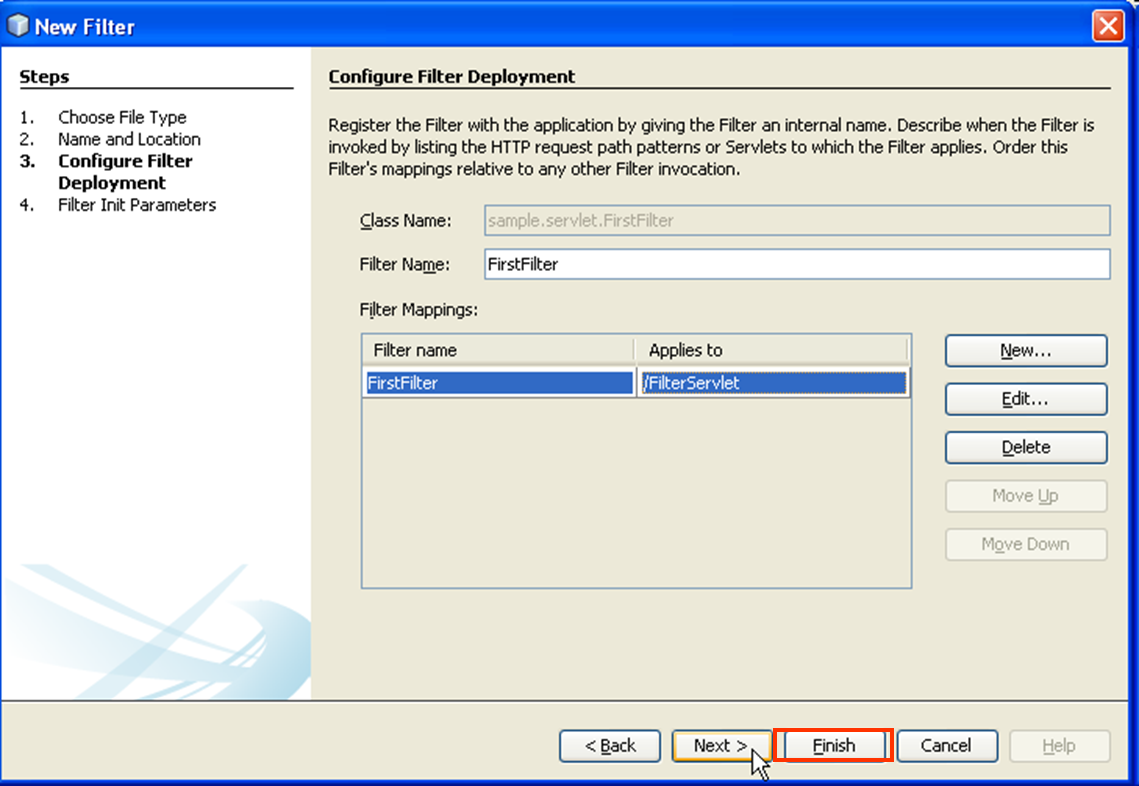 New Filter
Steps
1. Choose File Type
2. Name and Location
3. Configure Filter
Deployment
4. Filter Init Parameters
Configure Filter Deployment
Register the Filter with the application by giving the Filter an internal name. Describe when the Filter is
invoked by listing the HTTP request path patterns or Servlets to which the Filter applies. Order this
Filter's mappings relative to any other Filter invocation.
Class Name: sample.servlet.FirstFilter
Filter Name: FirstFilter
Filter Mappings:
Filter name Applies to
FirstFilter /FilterServlet
New...
Edit...
Delete
Move Up
Move Down
< Back Next > Finish Cancel Help